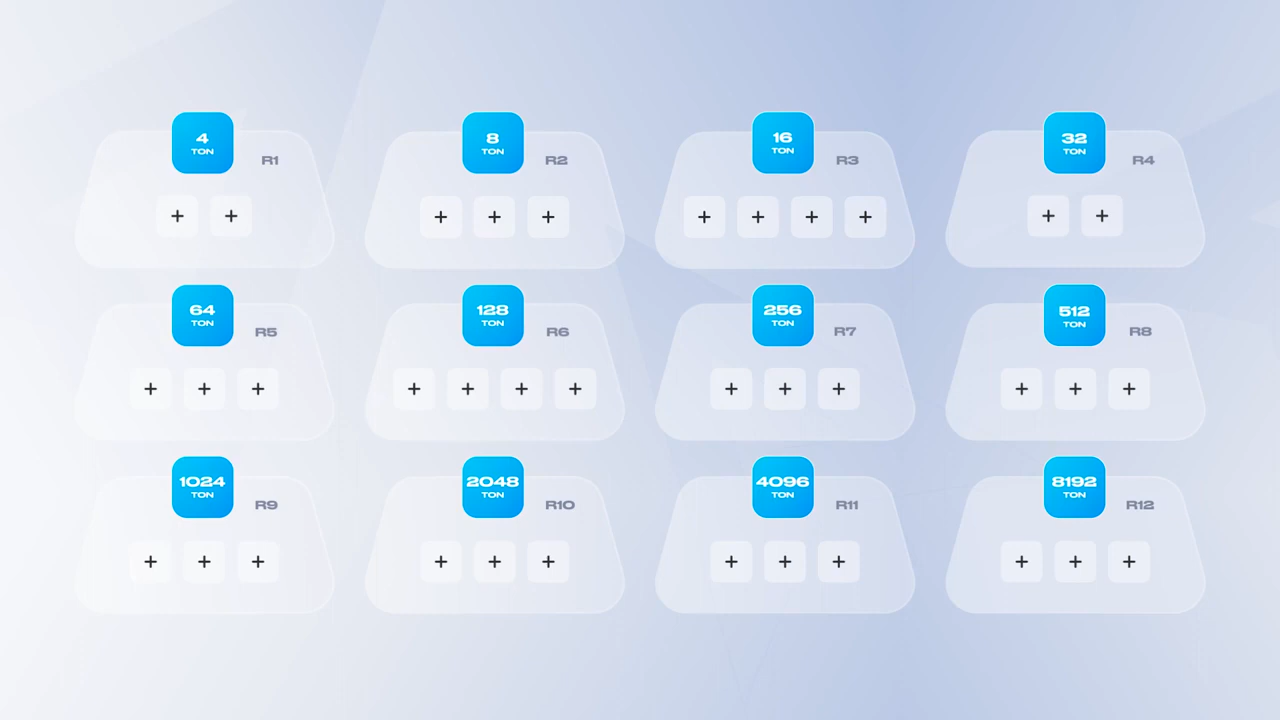 4
TON
R1
+ +
8
TON
R2
+ + +
16
TON
R3
+ + + +
32
TON
R4
+ +
64
TON
R5
+ + +
128
TON
R6
+ + + +
256
TON
R7
+ + +
512
TON
R8
+ + +
1024
TON
R9
+ + +
2048
TON
R10
+ + +
4096
TON
R11
+ + +
8192
TON
R12
+ + +